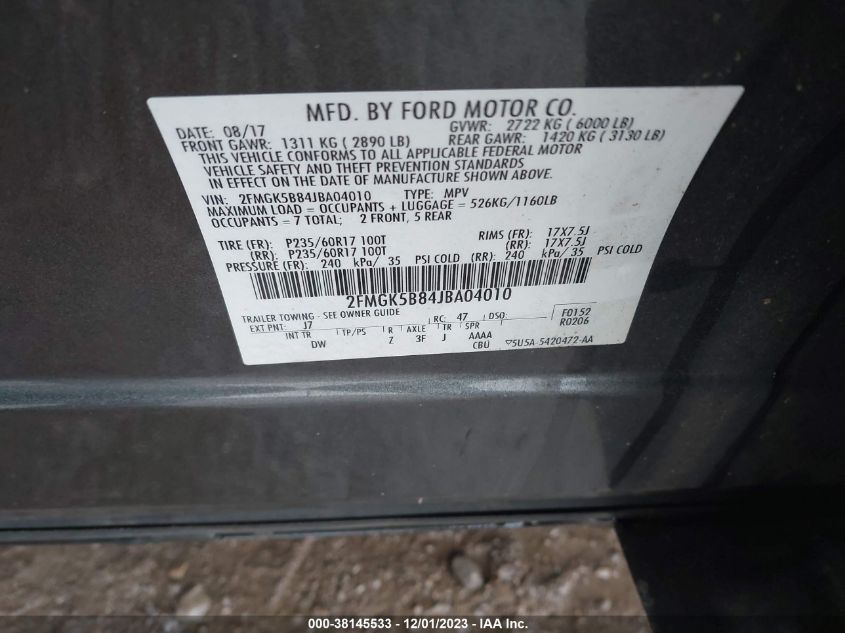 MFD. BY FORD MOTOR CO.
DATE: 08/17 GVWR: 2722 KG ( 6000 LB)
FRONT GAWR: 1311 KG ( 2890 LB) REAR GAWR: 1420 KG ( 3130 LB)
THIS VEHICLE CONFORMS TO ALL APPLICABLE FEDERAL MOTOR
VEHICLE SAFETY AND THEFT PREVENTION STANDARDS
IN EFFECT ON THE DATE OF MANUFACTURE SHOWN ABOVE.
VIN: 2FMGK5B84JBA04010 TYPE: MPV
MAXIMUM LOAD = OCCUPANTS + LUGGAGE = 526KG/1160LB
OCCUPANTS = 7 TOTAL; 2 FRONT, 5 REAR
TIRE (FR): P235/60R17 100T RIMS (FR): 17X7.5J
(RR): P235/60R17 100T (RR): 17X7.5J
PRESSURE (FR): 240 kPa/ 35 PSI COLD (RR): 240 kPa/ 35 PSI COLD
2FMGK5B84JBA04010
TRAILER TOWING - SEE OWNER GUIDE
EXT PNT: J7 RC: 47 DSO: F0152
R0206
INT TR TP/PS R AXLE TR SPR
DW Z 3F J AAAA
CBU ▽5U5A-5420472-AA
000-38145533 - 12/01/2023 - IAA Inc.